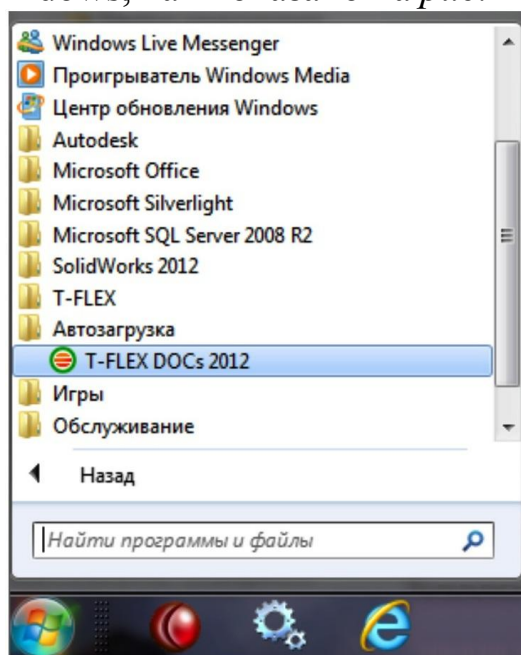 Windows Live Messenger
Проигрыватель Windows Media
Центр обновления Windows
Autodesk
Microsoft Office
Microsoft Silverlight
Microsoft SQL Server 2008 R2
SolidWorks 2012
T-FLEX
Автозагрузка
T-FLEX DOCs 2012
Игры
Обслуживание
Назад
Найти программы и файлы